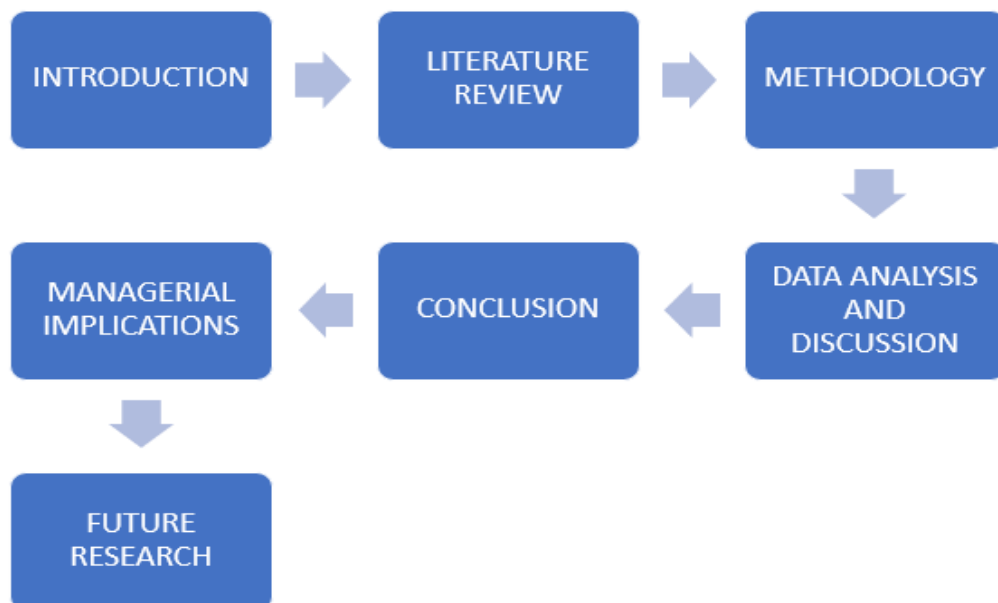 INTRODUCTION
LITERATURE
REVIEW
METHODOLOGY
DATA ANALYSIS
AND
DISCUSSION
CONCLUSION
MANAGERIAL
IMPLICATIONS
FUTURE
RESEARCH